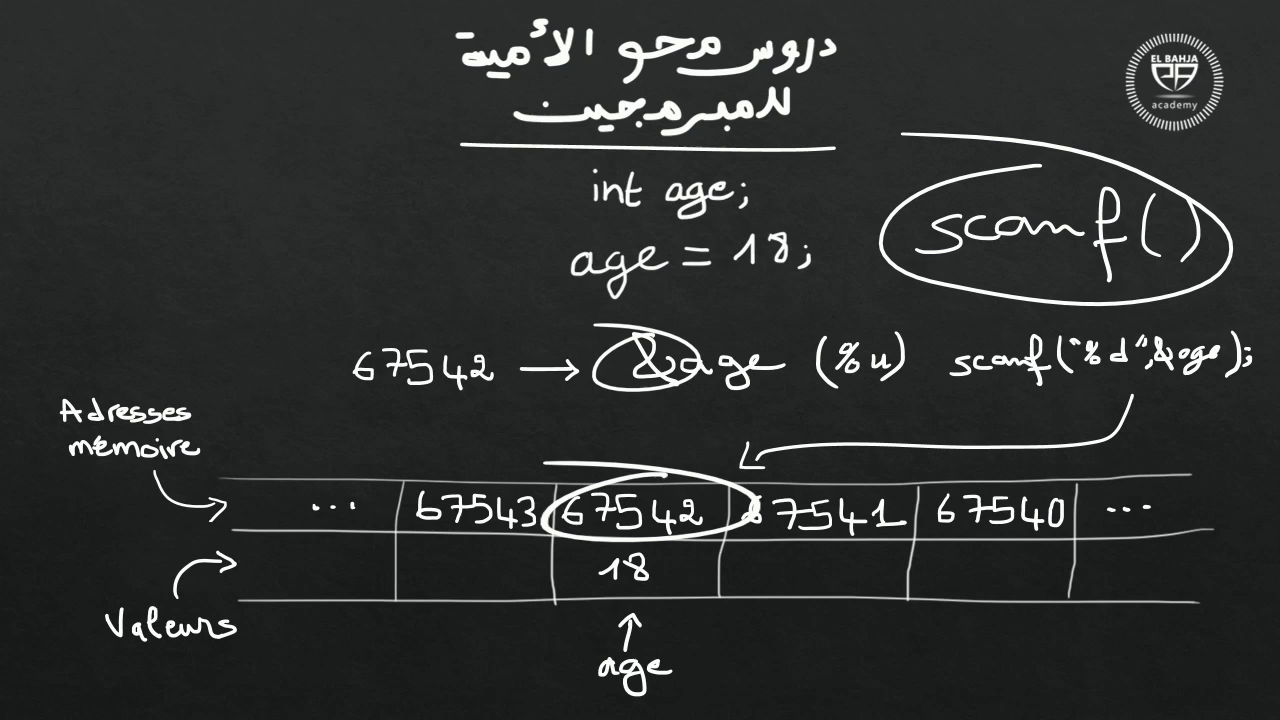 دروس محو الأمية
للمبرمجين
EL BAHJA
academy
int age;
age = 18;
scanf()
67542 → &age (%u) scanf("%d",&age);
Adresses
mémoire
... 67543 67542 67541 67540 ...
18
Valeurs
age